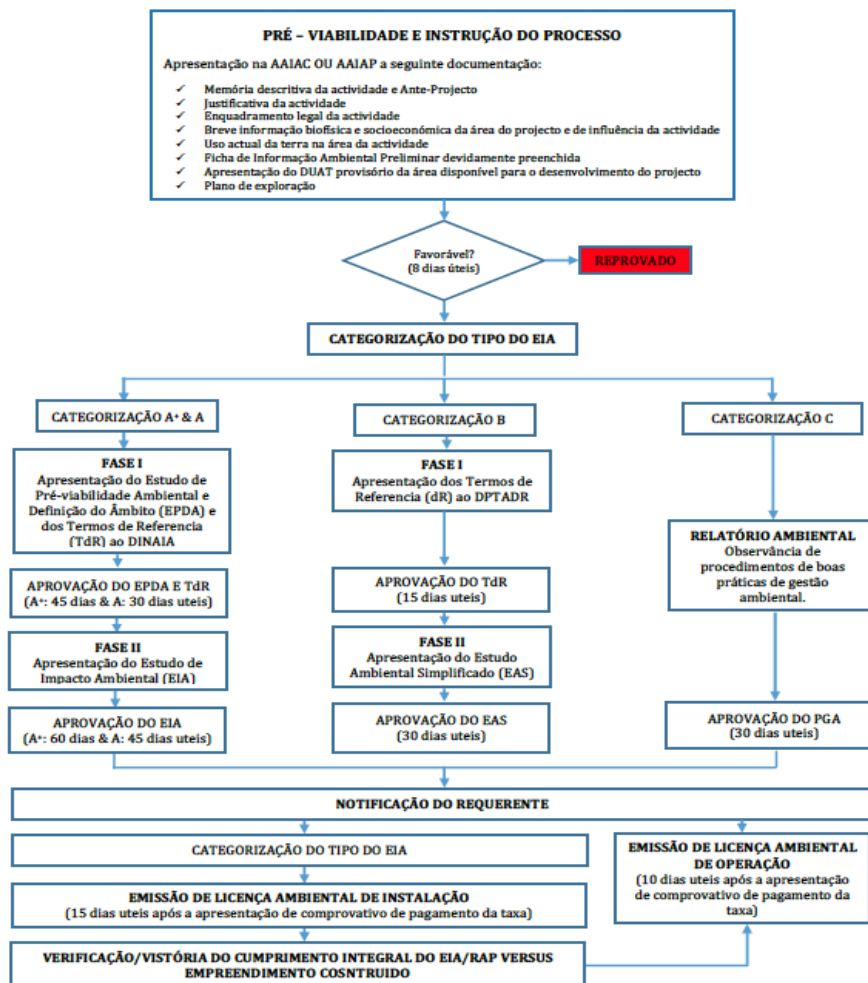 PRÉ – VIABILIDADE E INSTRUÇÃO DO PROCESSO
Apresentação na AAIAC OU AAIAP a seguinte documentação:
✓ Memória descritiva da actividade e Ante-Projecto
✓ Justificativa da actividade
✓ Enquadramento legal da actividade
✓ Breve informação biofísica e socioeconómica da área do projecto e de influência da actividade
✓ Uso actual da terra na área da actividade
✓ Ficha de Informação Ambiental Preliminar devidamente preenchida
✓ Apresentação do DUAT provisório da área disponível para o desenvolvimento do projecto
✓ Plano de exploração
Favorável?
(8 dias úteis)
REPROVADO
CATEGORIZAÇÃO DO TIPO DO EIA
CATEGORIZAÇÃO A+ & A
FASE I
Apresentação do Estudo de
Pré-viabilidade Ambiental e
Definição do Âmbito (EPDA) e
dos Termos de Referencia
(TdR) ao DINAIA
APROVAÇÃO DO EPDA E TdR
(A+: 45 dias & A: 30 dias uteis)
FASE II
Apresentação do Estudo de
Impacto Ambiental (EIA)
APROVAÇÃO DO EIA
(A+: 60 dias & A: 45 dias uteis)
CATEGORIZAÇÃO B
FASE I
Apresentação dos Termos de
Referencia (dR) ao DPTADR
APROVAÇÃO DO TdR
(15 dias uteis)
FASE II
Apresentação do Estudo
Ambiental Simplificado (EAS)
APROVAÇÃO DO EAS
(30 dias uteis)
CATEGORIZAÇÃO C
RELATÓRIO AMBIENTAL
Observância de
procedimentos de boas
práticas de gestão
ambiental.
APROVAÇÃO DO PGA
(30 dias uteis)
NOTIFICAÇÃO DO REQUERENTE
CATEGORIZAÇÃO DO TIPO DO EIA
EMISSÃO DE LICENÇA AMBIENTAL DE INSTALAÇÃO
(15 dias uteis após a apresentação de comprovativo de pagamento da taxa)
VERIFICAÇÃO/VISTÓRIA DO CUMPRIMENTO INTEGRAL DO EIA/RAP VERSUS
EMPREENDIMENTO COSNTRUIDO
EMISSÃO DE LICENÇA AMBIENTAL
DE OPERAÇÃO
(10 dias uteis após a apresentação
de comprovativo de pagamento da
taxa)